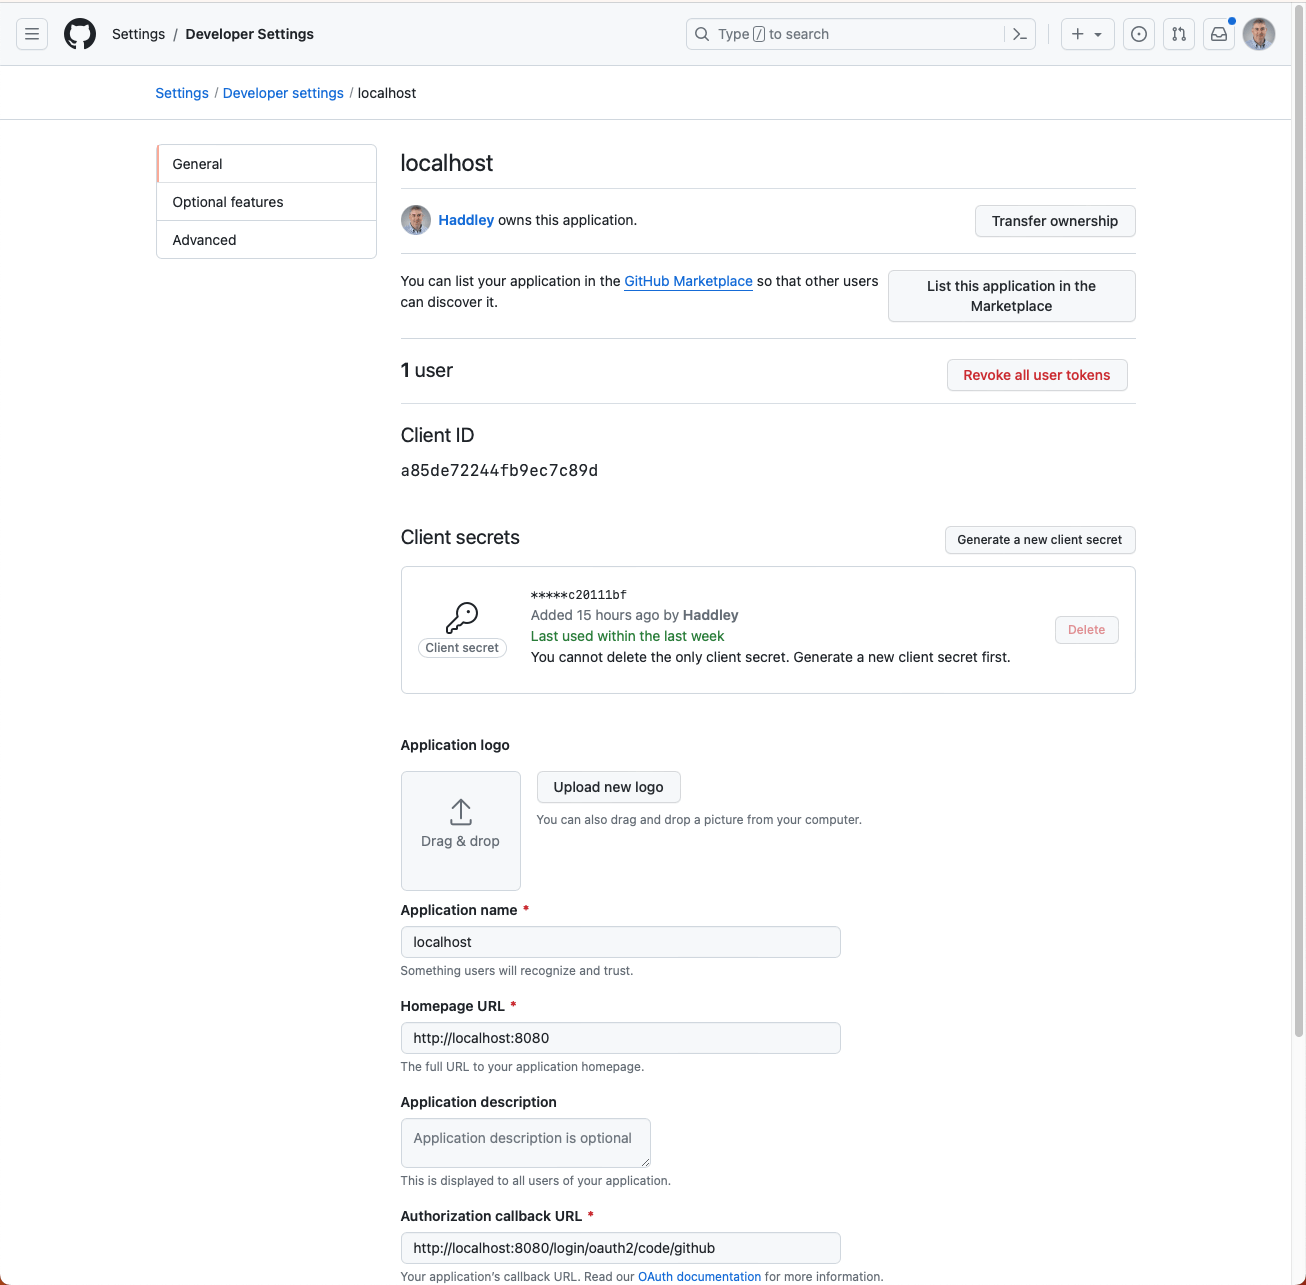 Settings / Developer Settings
Type / to search
Settings / Developer settings / localhost
General
Optional features
Advanced
localhost
Haddley owns this application.
Transfer ownership
You can list your application in the GitHub Marketplace so that other users
can discover it.
List this application in the
Marketplace
1 user
Revoke all user tokens
Client ID
a85de72244fb9ec7c89d
Client secrets
Generate a new client secret
*****c20111bf
Added 15 hours ago by Haddley
Last used within the last week
You cannot delete the only client secret. Generate a new client secret first.
Client secret
Delete
Application logo
Drag & drop
Upload new logo
You can also drag and drop a picture from your computer.
Application name *
localhost
Something users will recognize and trust.
Homepage URL *
http://localhost:8080
The full URL to your application homepage.
Application description
Application description is optional
This is displayed to all users of your application.
Authorization callback URL *
http://localhost:8080/login/oauth2/code/github
Your application's callback URL. Read our OAuth documentation for more information.